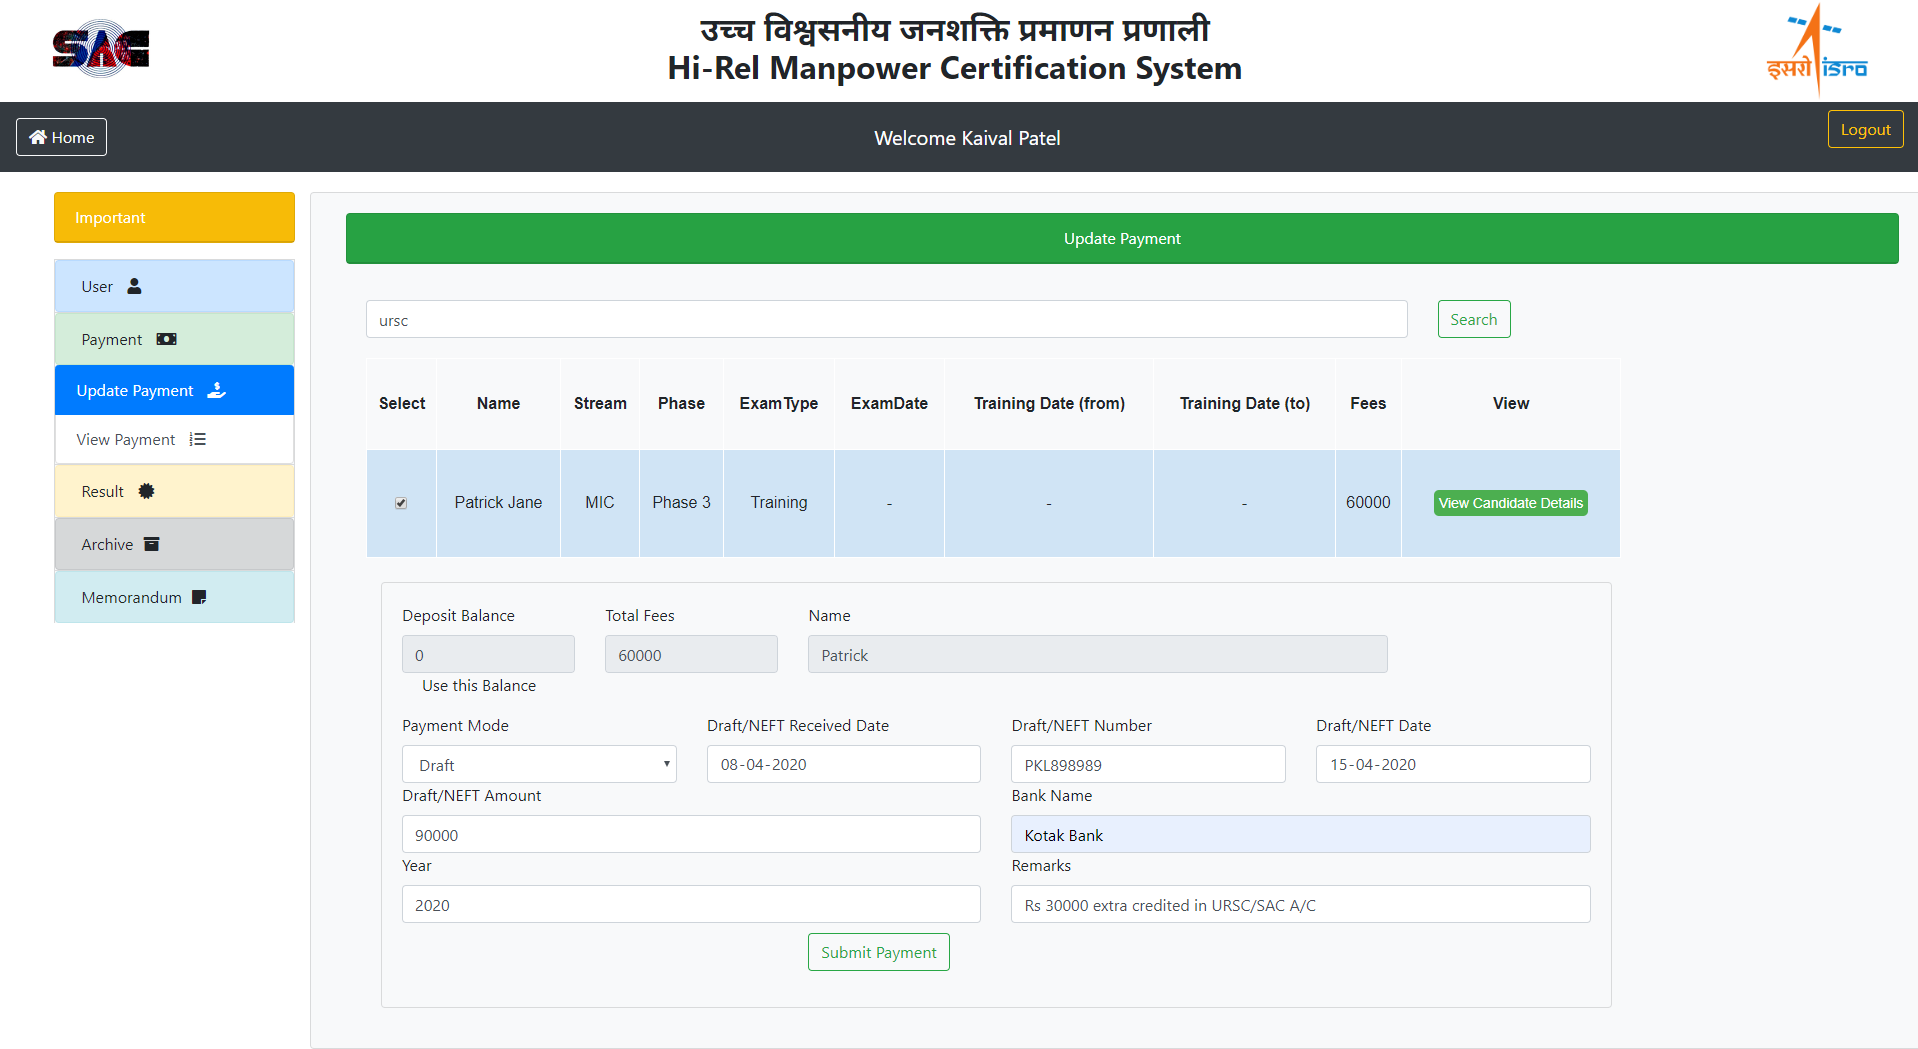 SAC
उच्च विश्वसनीय जनशक्ति प्रमाणन प्रणाली
Hi-Rel Manpower Certification System
इसरो isro
Home
Welcome Kaival Patel
Logout
Important
User
Payment
Update Payment
View Payment
Result
Archive
Memorandum
Update Payment
ursc
Search
Select Name Stream Phase ExamType ExamDate Training Date (from) Training Date (to) Fees View
Patrick Jane MIC Phase 3 Training - - - 60000 View Candidate Details
Deposit Balance Total Fees Name
0 60000 Patrick
Use this Balance
Payment Mode Draft/NEFT Received Date Draft/NEFT Number Draft/NEFT Date
Draft 08-04-2020 PKL898989 15-04-2020
Draft/NEFT Amount Bank Name
90000 Kotak Bank
Year Remarks
2020 Rs 30000 extra credited in URSC/SAC A/C
Submit Payment